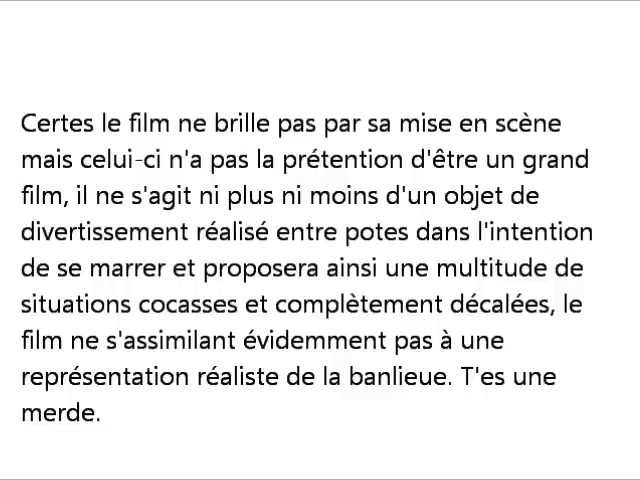 Certes le film ne brille pas par sa mise en scène
mais celui-ci n'a pas la prétention d'être un grand
film, il ne s'agit ni plus ni moins d'un objet de
divertissement réalisé entre potes dans l'intention
de se marrer et proposera ainsi une multitude de
situations cocasses et complètement décalées, le
film ne s'assimilant évidemment pas à une
représentation réaliste de la banlieue. T'es une
merde.